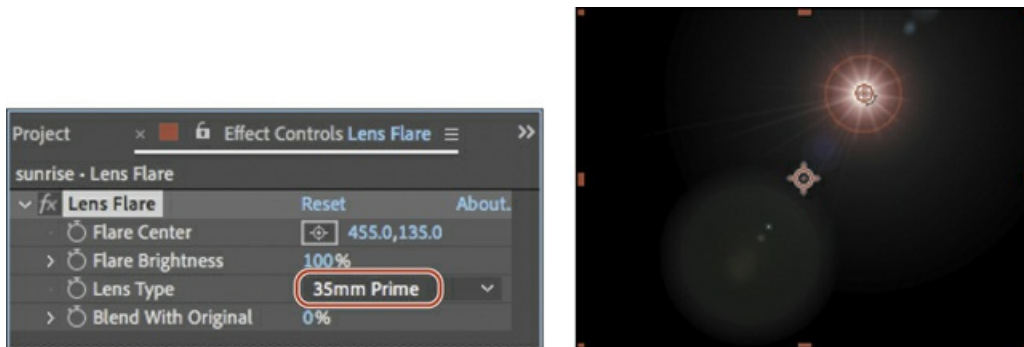 Project × Effect Controls Lens Flare ≡ »
sunrise • Lens Flare
fx Lens Flare Reset About.
Flare Center 455.0,135.0
Flare Brightness 100%
Lens Type 35mm Prime
Blend With Original 0%